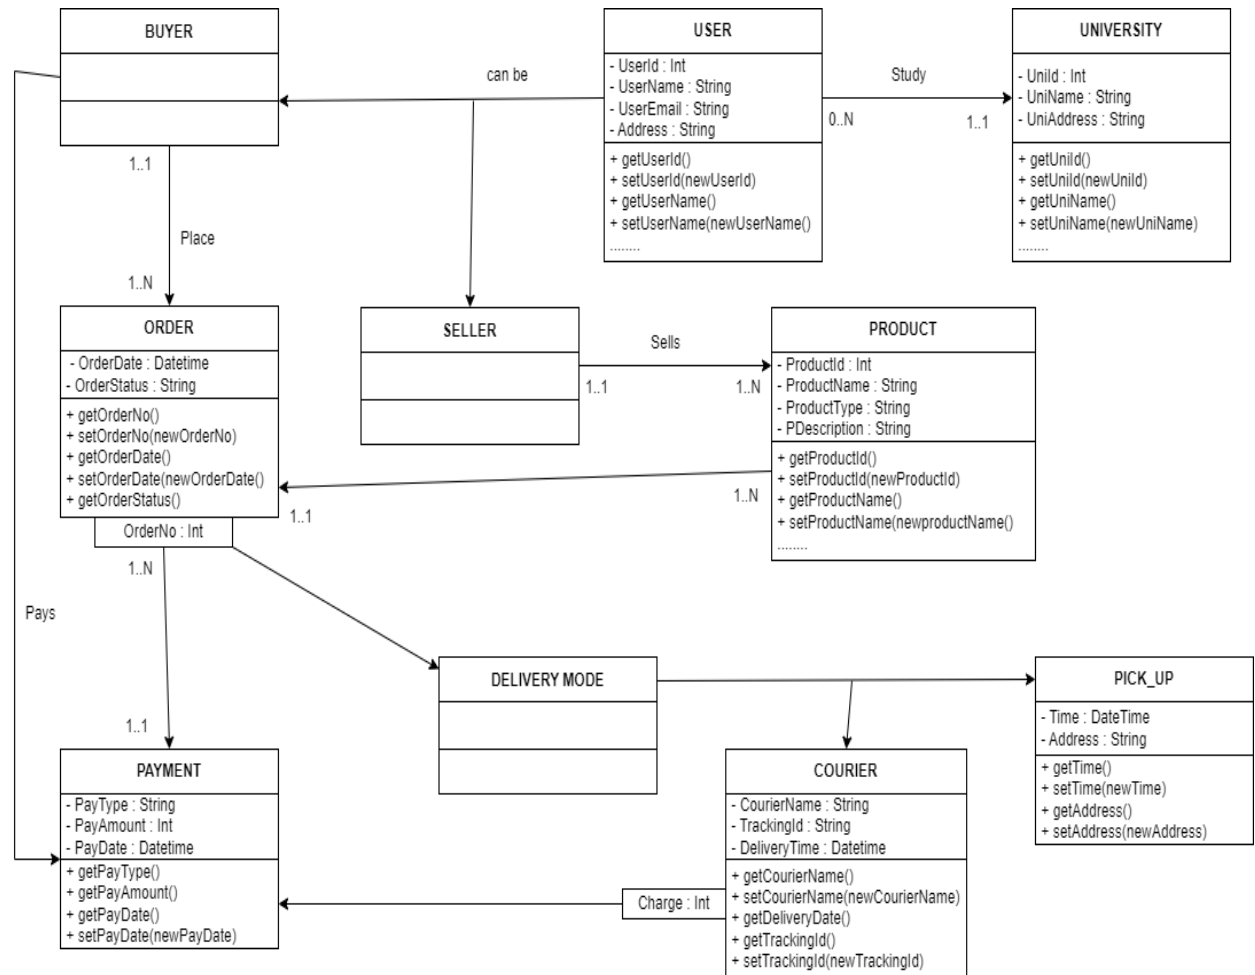 BUYER
can be
USER
- UserId : Int
- UserName : String
- UserEmail : String
- Address : String
+ getUserId()
+ setUserId(newUserId)
+ getUserName()
+ setUserName(newUserName()
........
Study
0..N
1..1
UNIVERSITY
- UniId : Int
- UniName : String
- UniAddress : String
+ getUniId()
+ setUniId(newUniId)
+ getUniName()
+ setUniName(newUniName)
........
1..1
Place
1..N
ORDER
- OrderDate : Datetime
- OrderStatus : String
+ getOrderNo()
+ setOrderNo(newOrderNo)
+ getOrderDate()
+ setOrderDate(newOrderDate()
+ getOrderStatus()
OrderNo : Int
SELLER
Sells
1..1
1..N
PRODUCT
- ProductId : Int
- ProductName : String
- ProductType : String
- PDescription : String
+ getProductId()
+ setProductId(newProductId)
+ getProductName()
+ setProductName(newproductName()
........
1..N
1..1
1..N
Pays
1..1
DELIVERY MODE
PICK_UP
- Time : DateTime
- Address : String
+ getTime()
+ setTime(newTime)
+ getAddress()
+ setAddress(newAddress)
PAYMENT
- PayType : String
- PayAmount : Int
- PayDate : Datetime
+ getPayType()
+ getPayAmount()
+ getPayDate()
+ setPayDate(newPayDate)
Charge : Int
COURIER
- CourierName : String
- TrackingId : String
- DeliveryTime : Datetime
+ getCourierName()
+ setCourierName(newCourierName)
+ getDeliveryDate()
+ getTrackingId()
+ setTrackingId(newTrackingId)